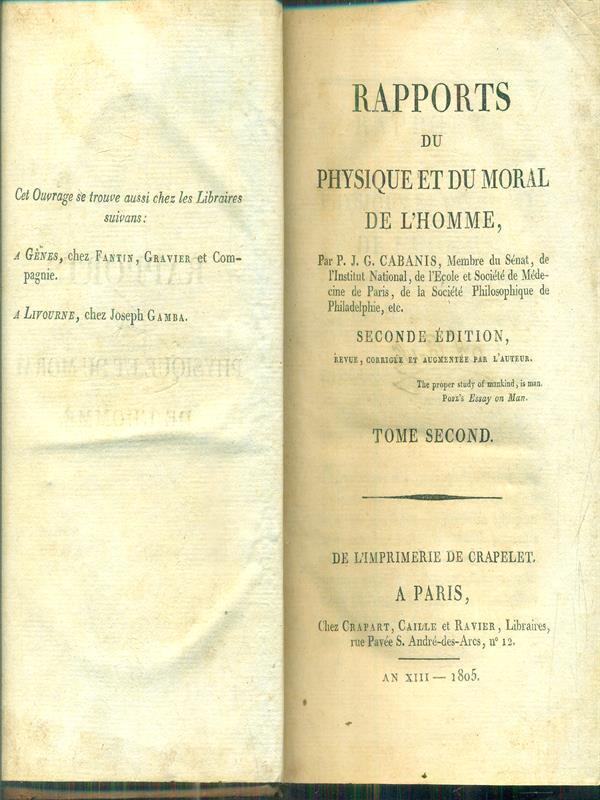 Cet Ouvrage se trouve aussi chez les Libraires
suivans:
A GÊNES, chez FANTIN, GRAVIER et Com-
pagnie.
A LIVOURNE, chez Joseph GAMBA.
RAPPORTS
DU
PHYSIQUE ET DU MORAL
DE L'HOMME,
Par P. J. G. CABANIS, Membre du Sénat, de
l'Institut National, de l'Ecole et Société de Méde-
cine de Paris, de la Société Philosophique de
Philadelphie, etc.
SECONDE ÉDITION,
REVUE, CORRIGÉE ET AUGMENTÉE PAR L'AUTEUR.
The proper study of mankind, is man.
POPE's Essay on Man.
TOME SECOND.
DE L'IMPRIMERIE DE CRAPELET.
A PARIS,
Chez CRAPART, CAILLE et RAVIER, Libraires,
rue Pavée S. André-des-Arcs, n° 12.
AN XIII — 1805.